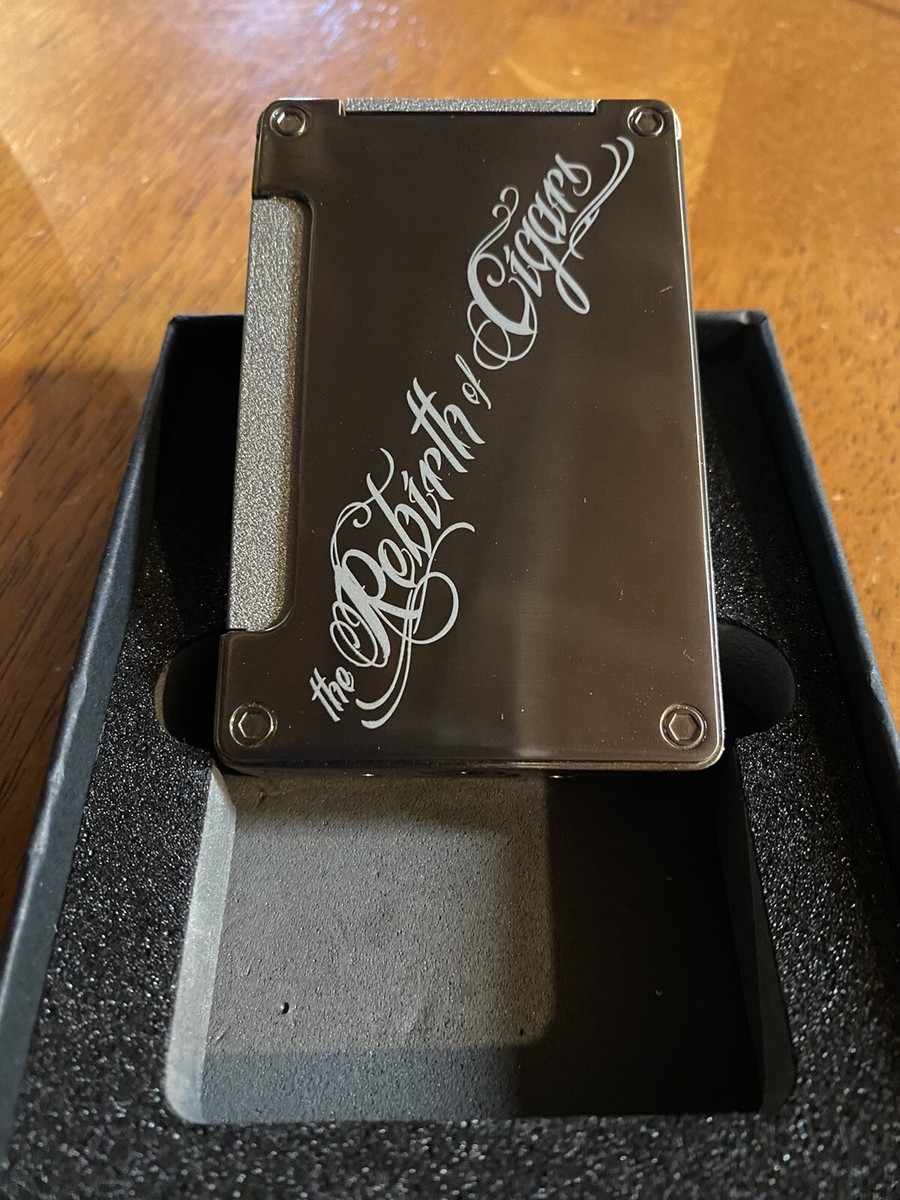 the Rebirth of Cigars